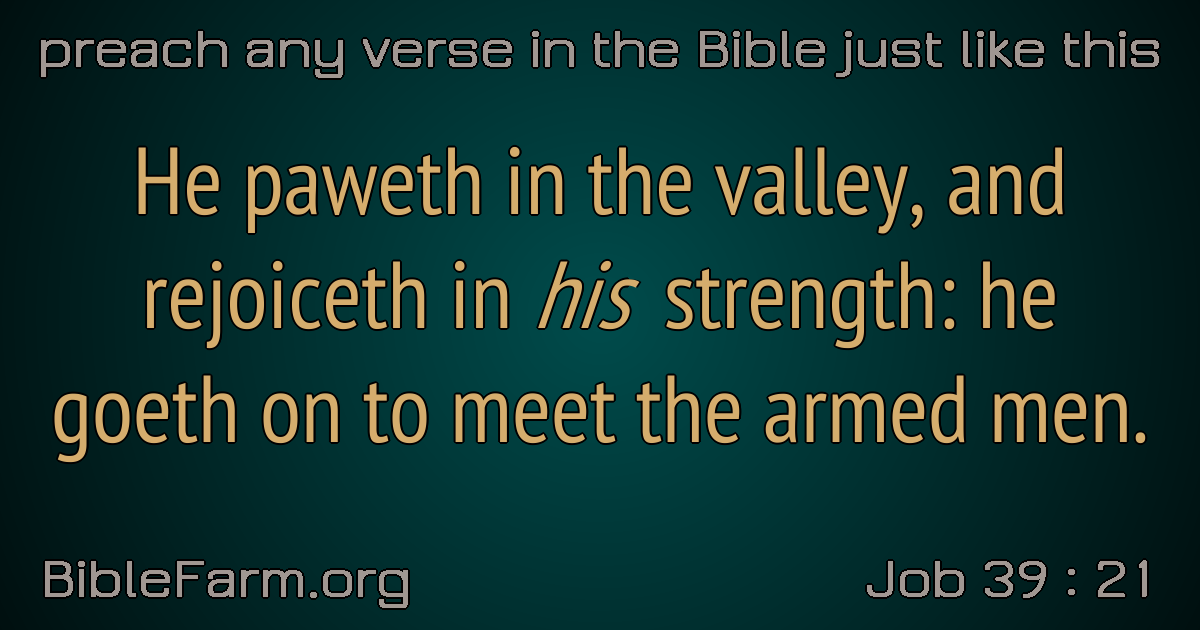 preach any verse in the Bible just like this
He paweth in the valley, and
rejoiceth in his strength: he
goeth on to meet the armed men.
BibleFarm.org
Job 39 : 21